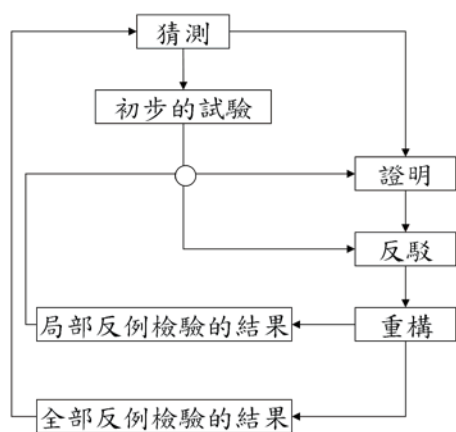 猜測
初步的試驗
證明
反駁
局部反例檢驗的結果
重構
全部反例檢驗的結果